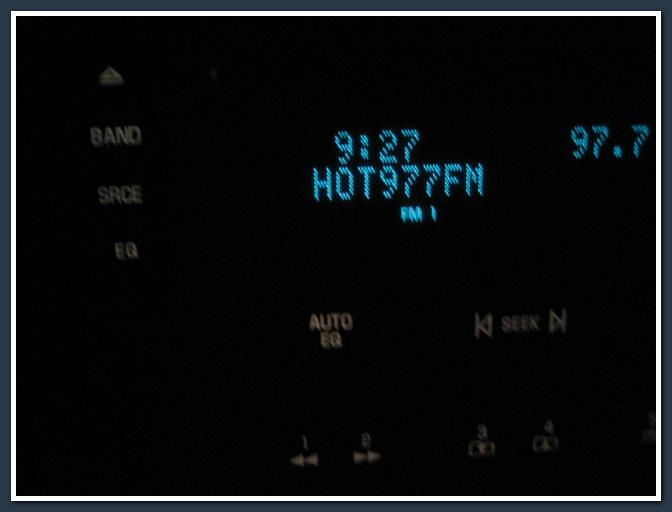 BAND
9:27
97.7
HOT977FM
SRCE
FM 1
EQ
AUTO
EQ
SEEK
1
2
3
4